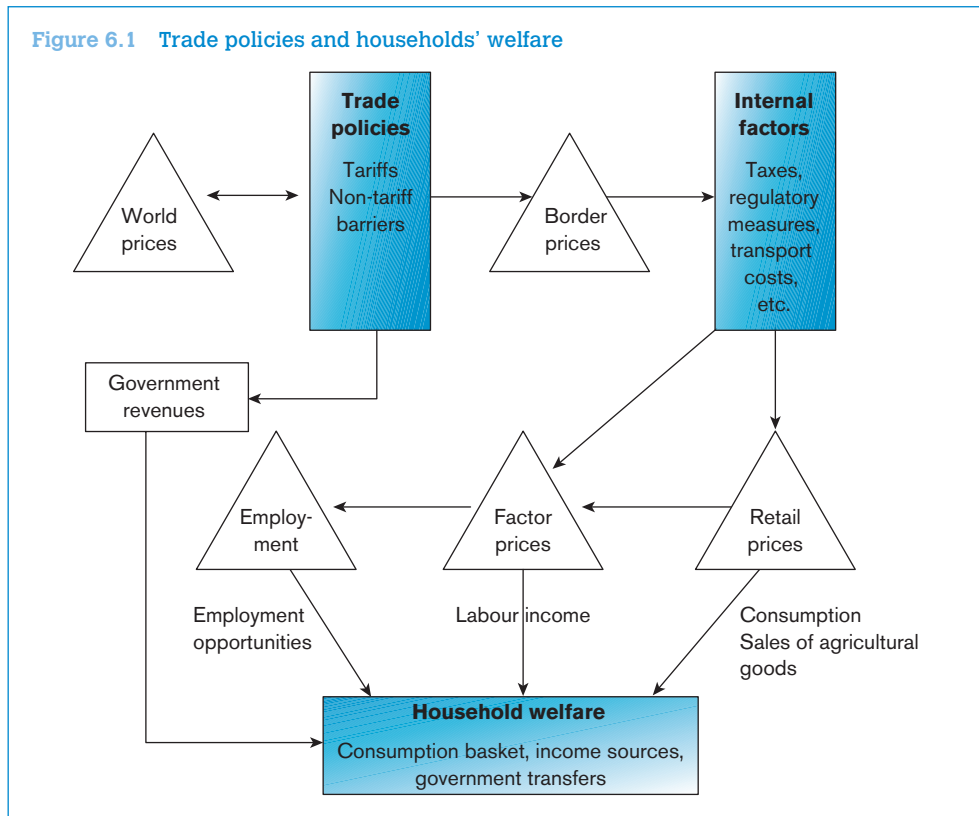 Figure 6.1 Trade policies and households' welfare
Trade
policies
Tariffs
Non-tariff
barriers
Internal
factors
Taxes,
regulatory
measures,
transport
costs,
etc.
World
prices
Border
prices
Government
revenues
Employ-
ment
Factor
prices
Retail
prices
Employment
opportunities
Labour income
Consumption
Sales of agricultural
goods
Household welfare
Consumption basket, income sources,
government transfers